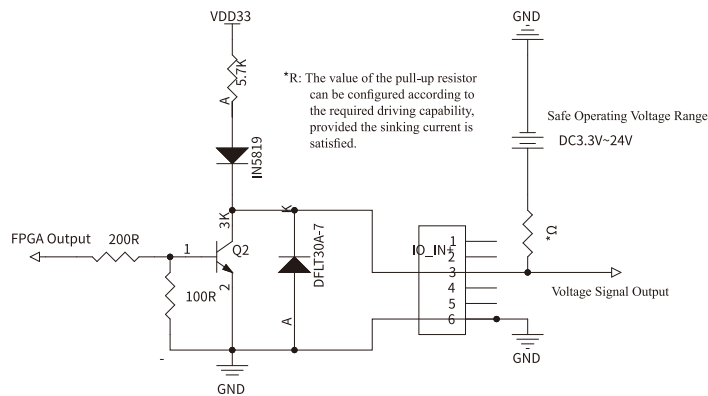 VDD33
GND
5.7K
A
*R: The value of the pull-up resistor
can be configured according to
the required driving capability,
provided the sinking current is
satisfied.
Safe Operating Voltage Range
DC3.3V~24V
IN5819
3K
K
FPGA Output
200R
1
Q2
DFLT30A-7
IO_IN+
1
2
3
4
5
6
*Ω
Voltage Signal Output
100R
2
A
-
GND
GND